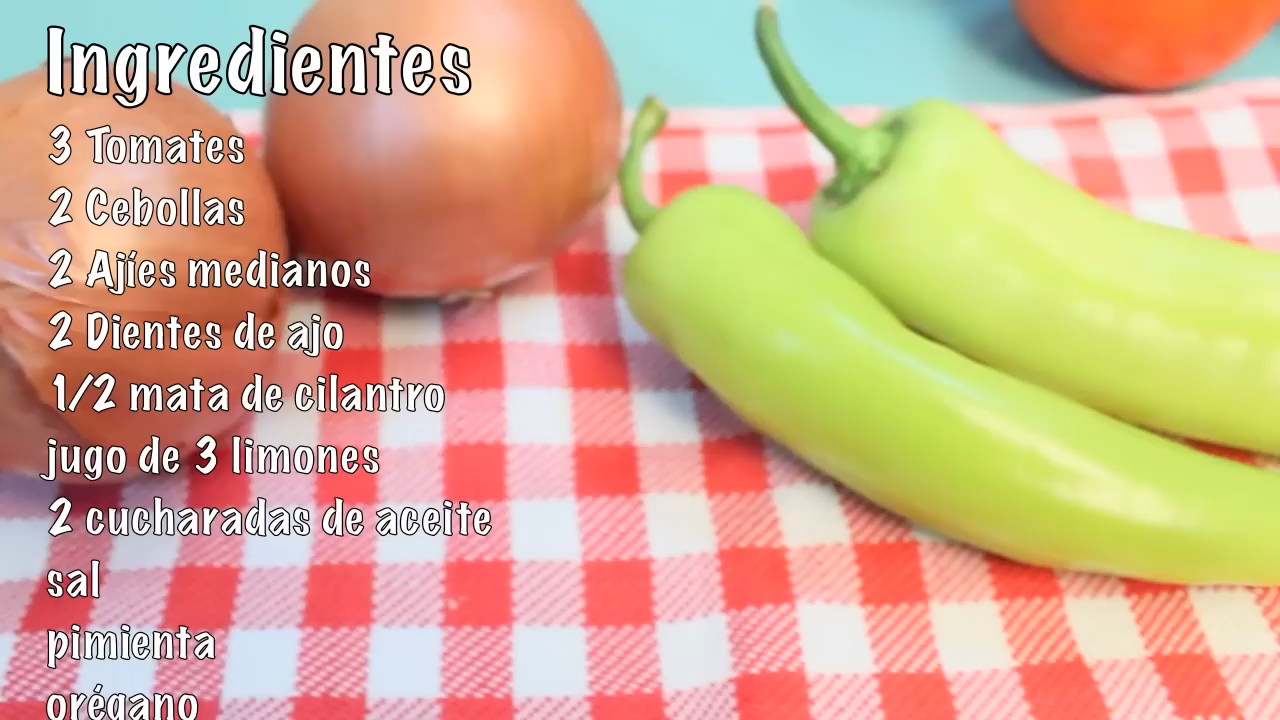 Ingredientes
3 Tomates
2 Cebollas
2 Ajíes medianos
2 Dientes de ajo
1/2 mata de cilantro
jugo de 3 limones
2 cucharadas de aceite
sal
pimienta
orégano